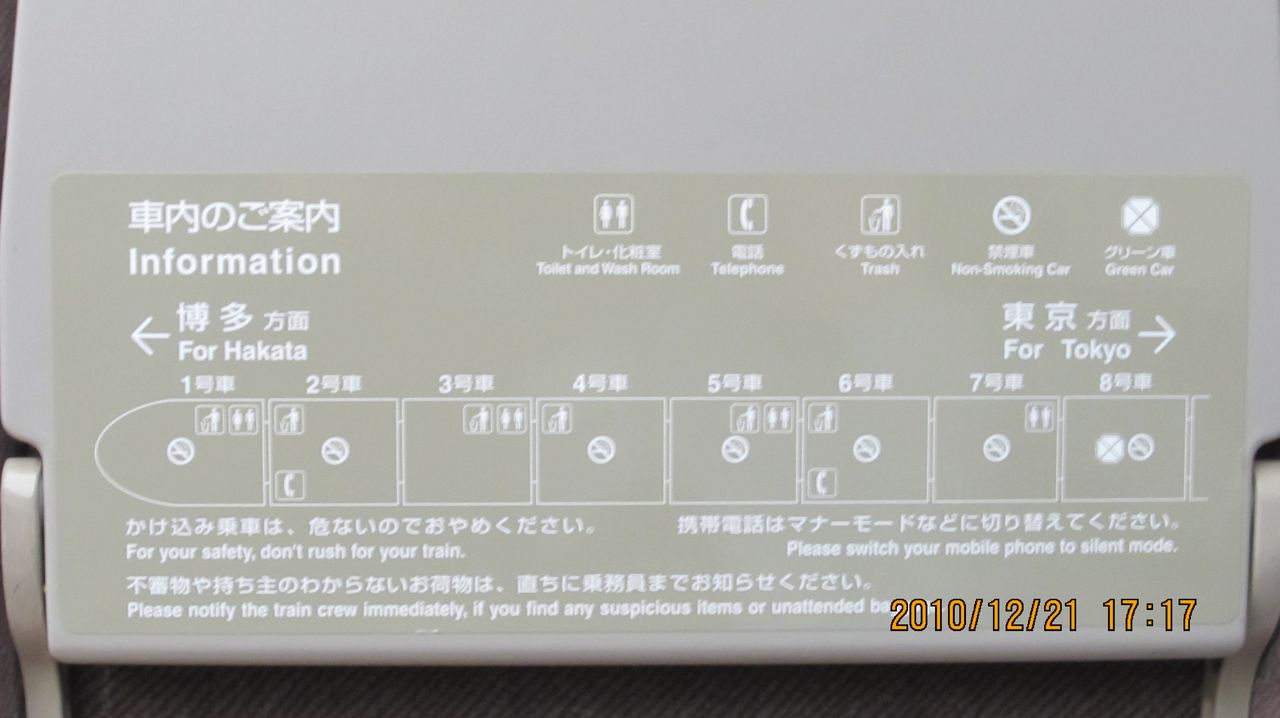 車内のご案内
Information
トイレ・化粧室
Toilet and Wash Room
電話
Telephone
くずもの入れ
Trash
禁煙車
Non-Smoking Car
グリーン車
Green Car
博多方面
For Hakata
東京方面
For Tokyo
1号車 2号車 3号車 4号車 5号車 6号車 7号車 8号車
かけ込み乗車は、危ないのでおやめください。
For your safety, don't rush for your train.
携帯電話はマナーモードなどに切り替えてください。
Please switch your mobile phone to silent mode.
不審物や持ち主のわからないお荷物は、直ちに乗務員までお知らせください。
Please notify the train crew immediately, if you find any suspicious items or unattended
2010/12/21 17:17